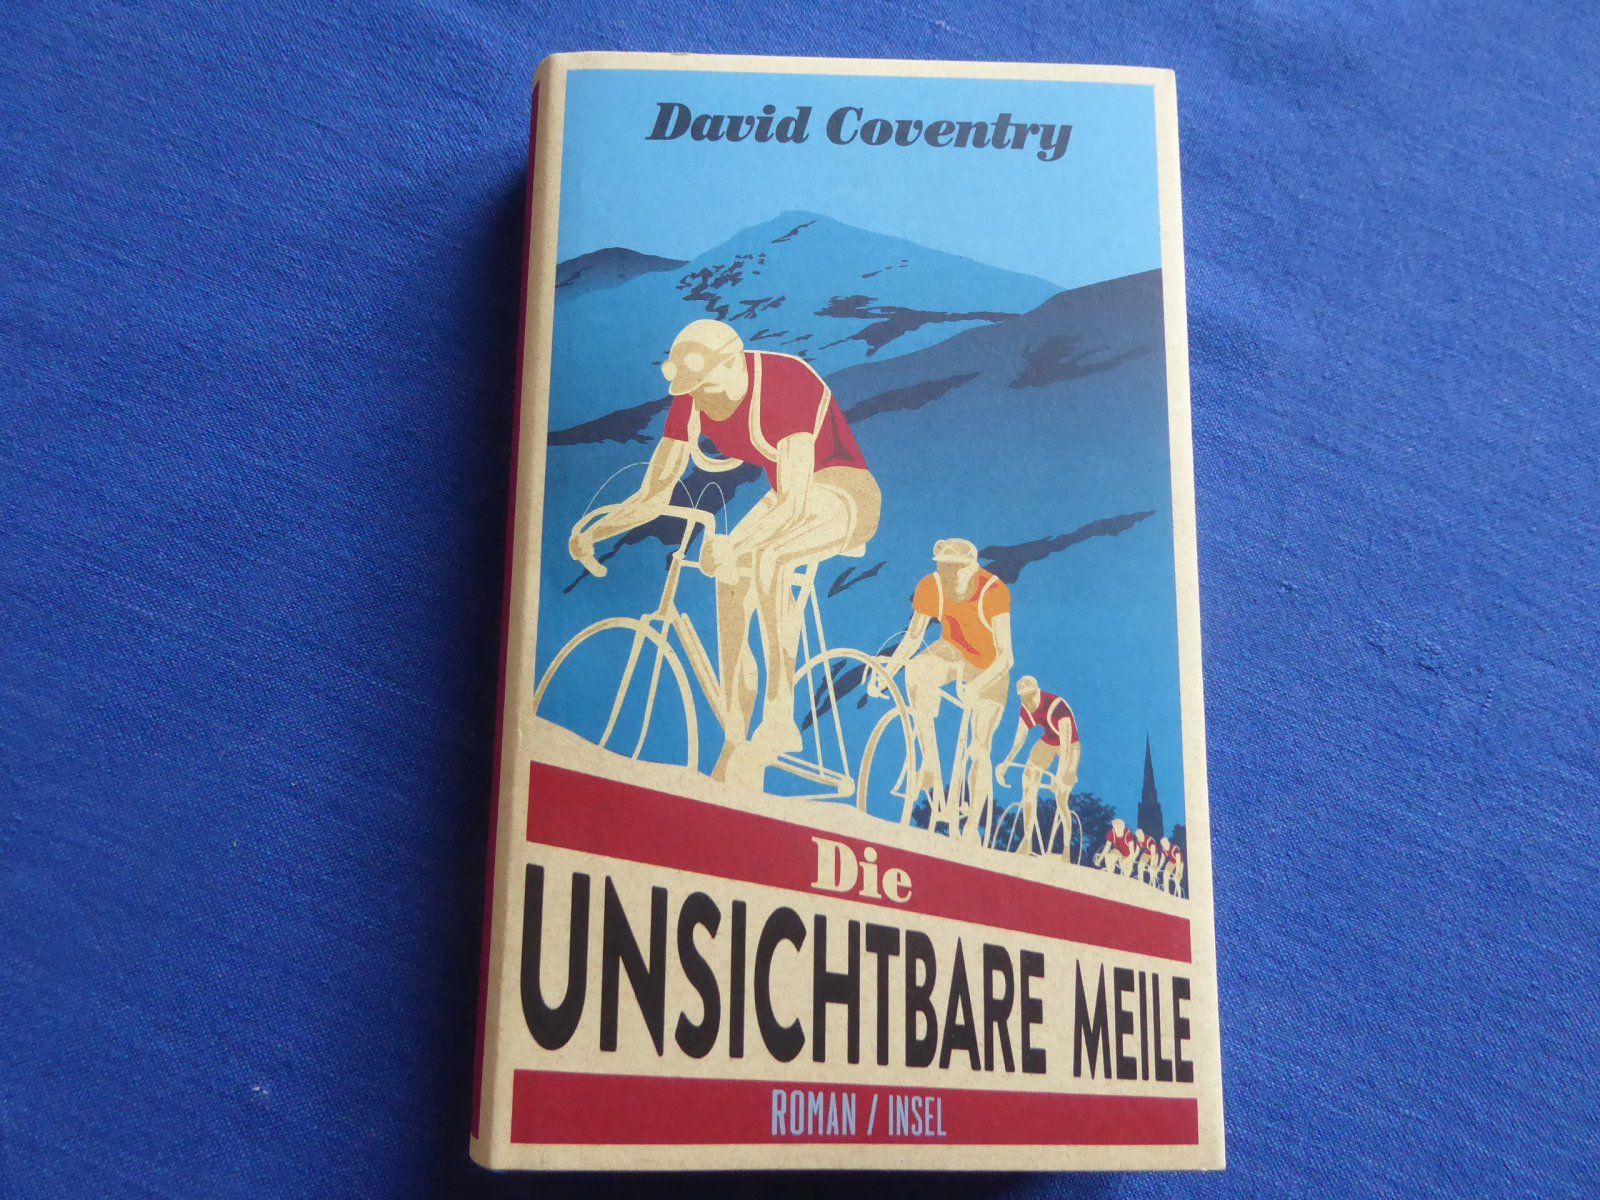 David Coventry
Die
UNSICHTBARE MEILE
ROMAN / INSEL